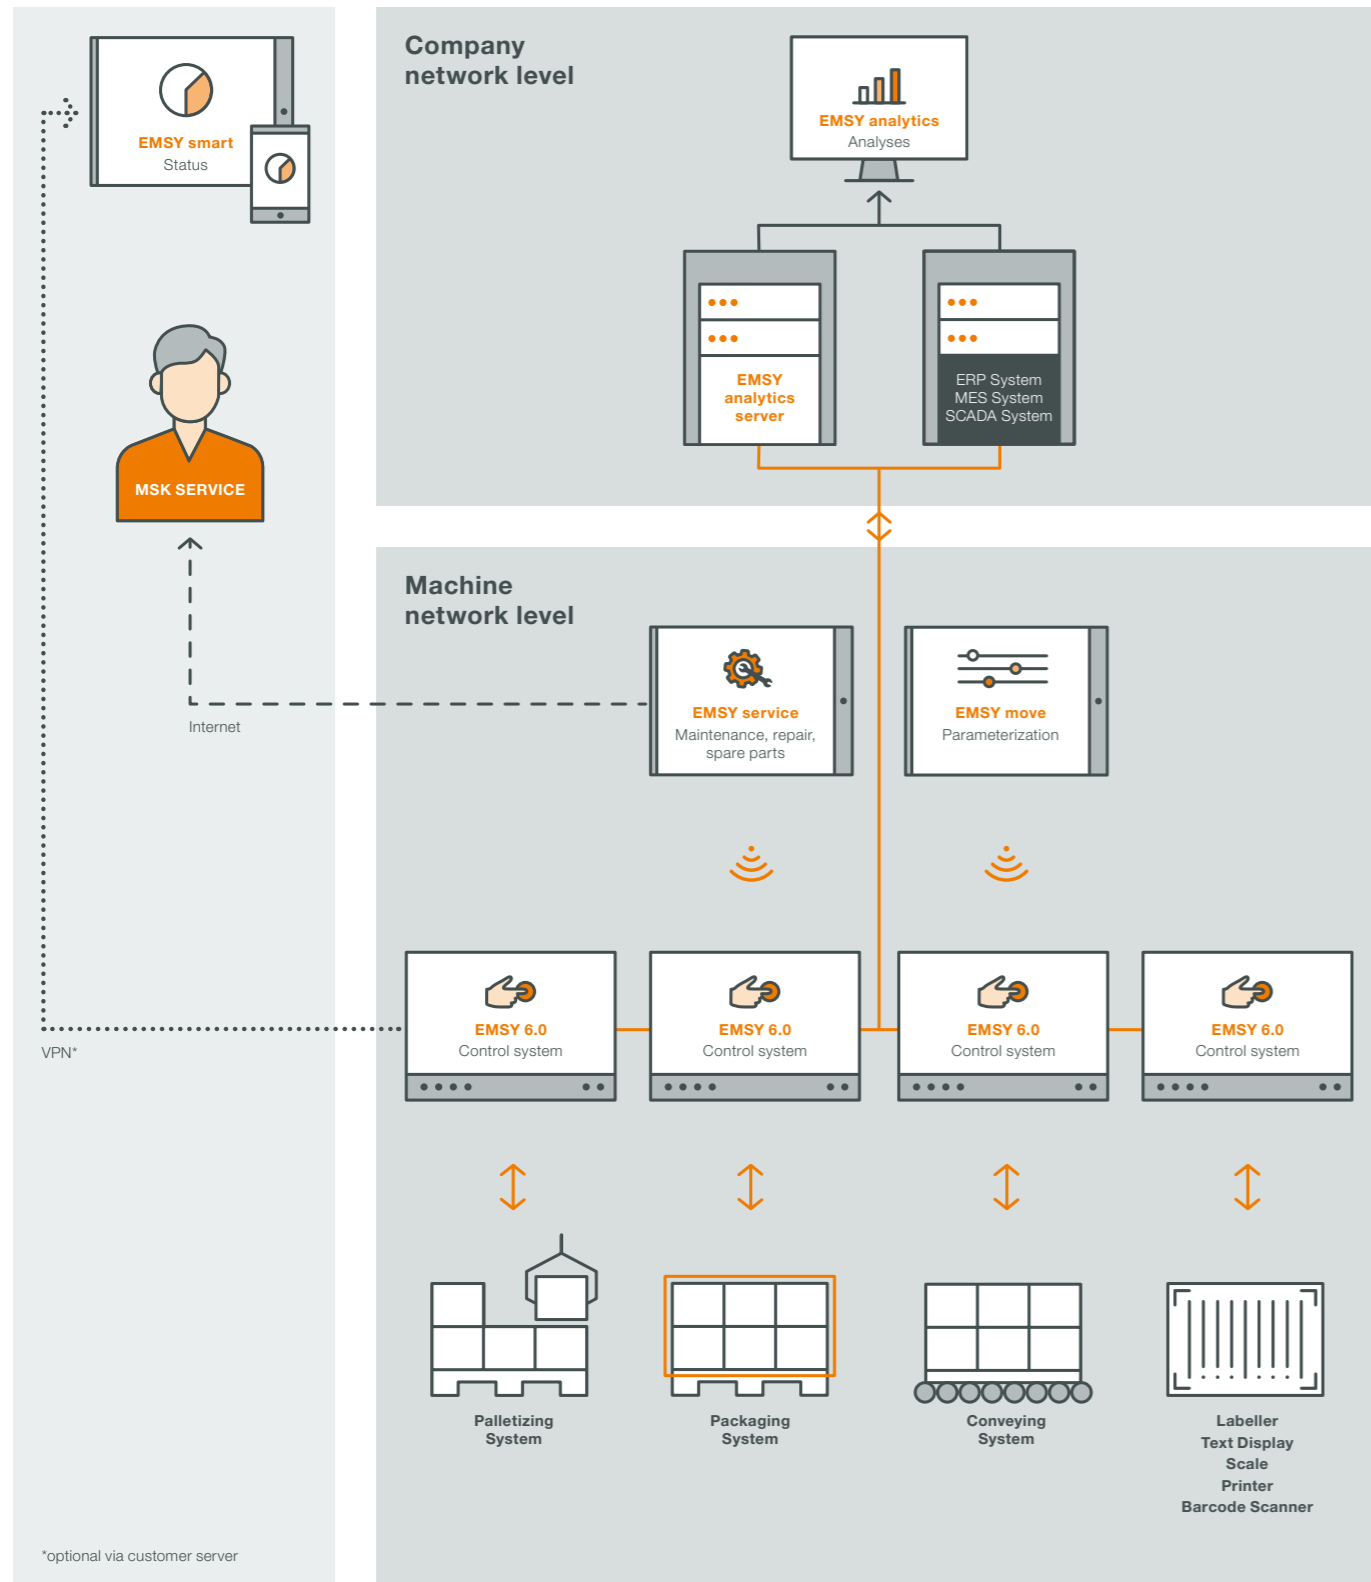 EMSY smart
Status
MSK SERVICE
Internet
VPN*
*optional via customer server
Company
network level
EMSY analytics
Analyses
EMSY
analytics
server
ERP System
MES System
SCADA System
Machine
network level
EMSY service
Maintenance, repair,
spare parts
EMSY move
Parameterization
EMSY 6.0
Control system
EMSY 6.0
Control system
EMSY 6.0
Control system
EMSY 6.0
Control system
Palletizing
System
Packaging
System
Conveying
System
Labeller
Text Display
Scale
Printer
Barcode Scanner